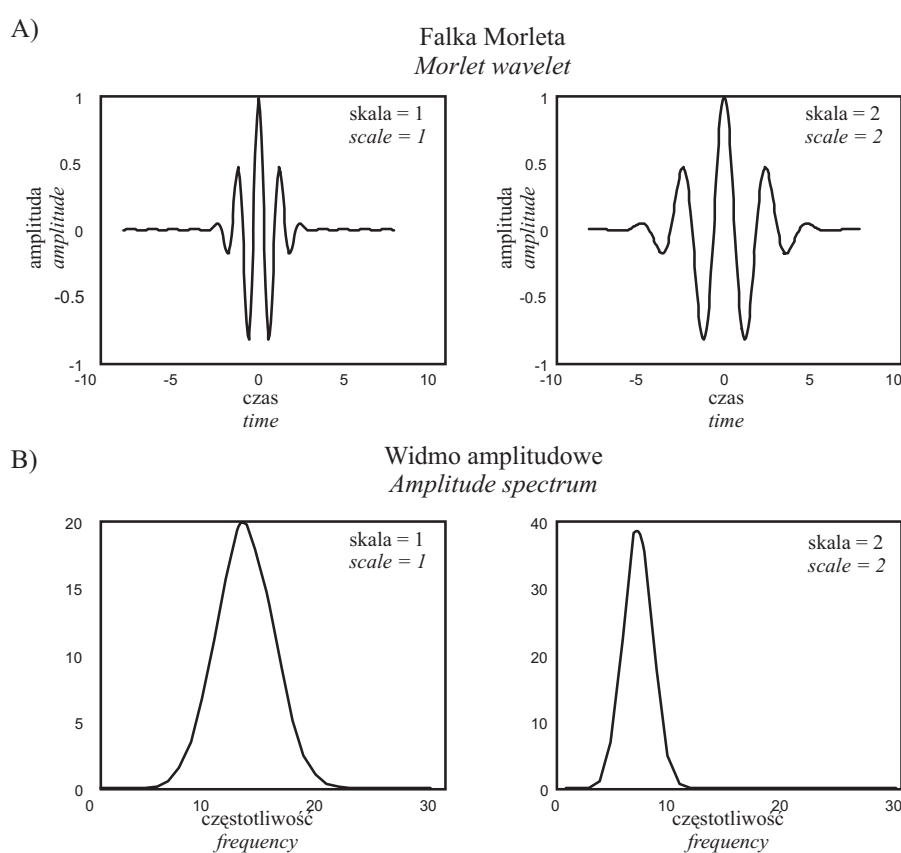 A)
Falka Morleta
Morlet wavelet
skala = 1
scale = 1
amplituda
amplitude
1
0.5
0
-0.5
-1
-10 -5 0 5 10
czas
time
skala = 2
scale = 2
amplituda
amplitude
1
0.5
0
-0.5
-1
-10 -5 0 5 10
czas
time
B)
Widmo amplitudowe
Amplitude spectrum
skala = 1
scale = 1
20
15
10
5
0
0 10 20 30
częstotliwość
frequency
skala = 2
scale = 2
40
30
20
10
0
0 10 20 30
częstotliwość
frequency